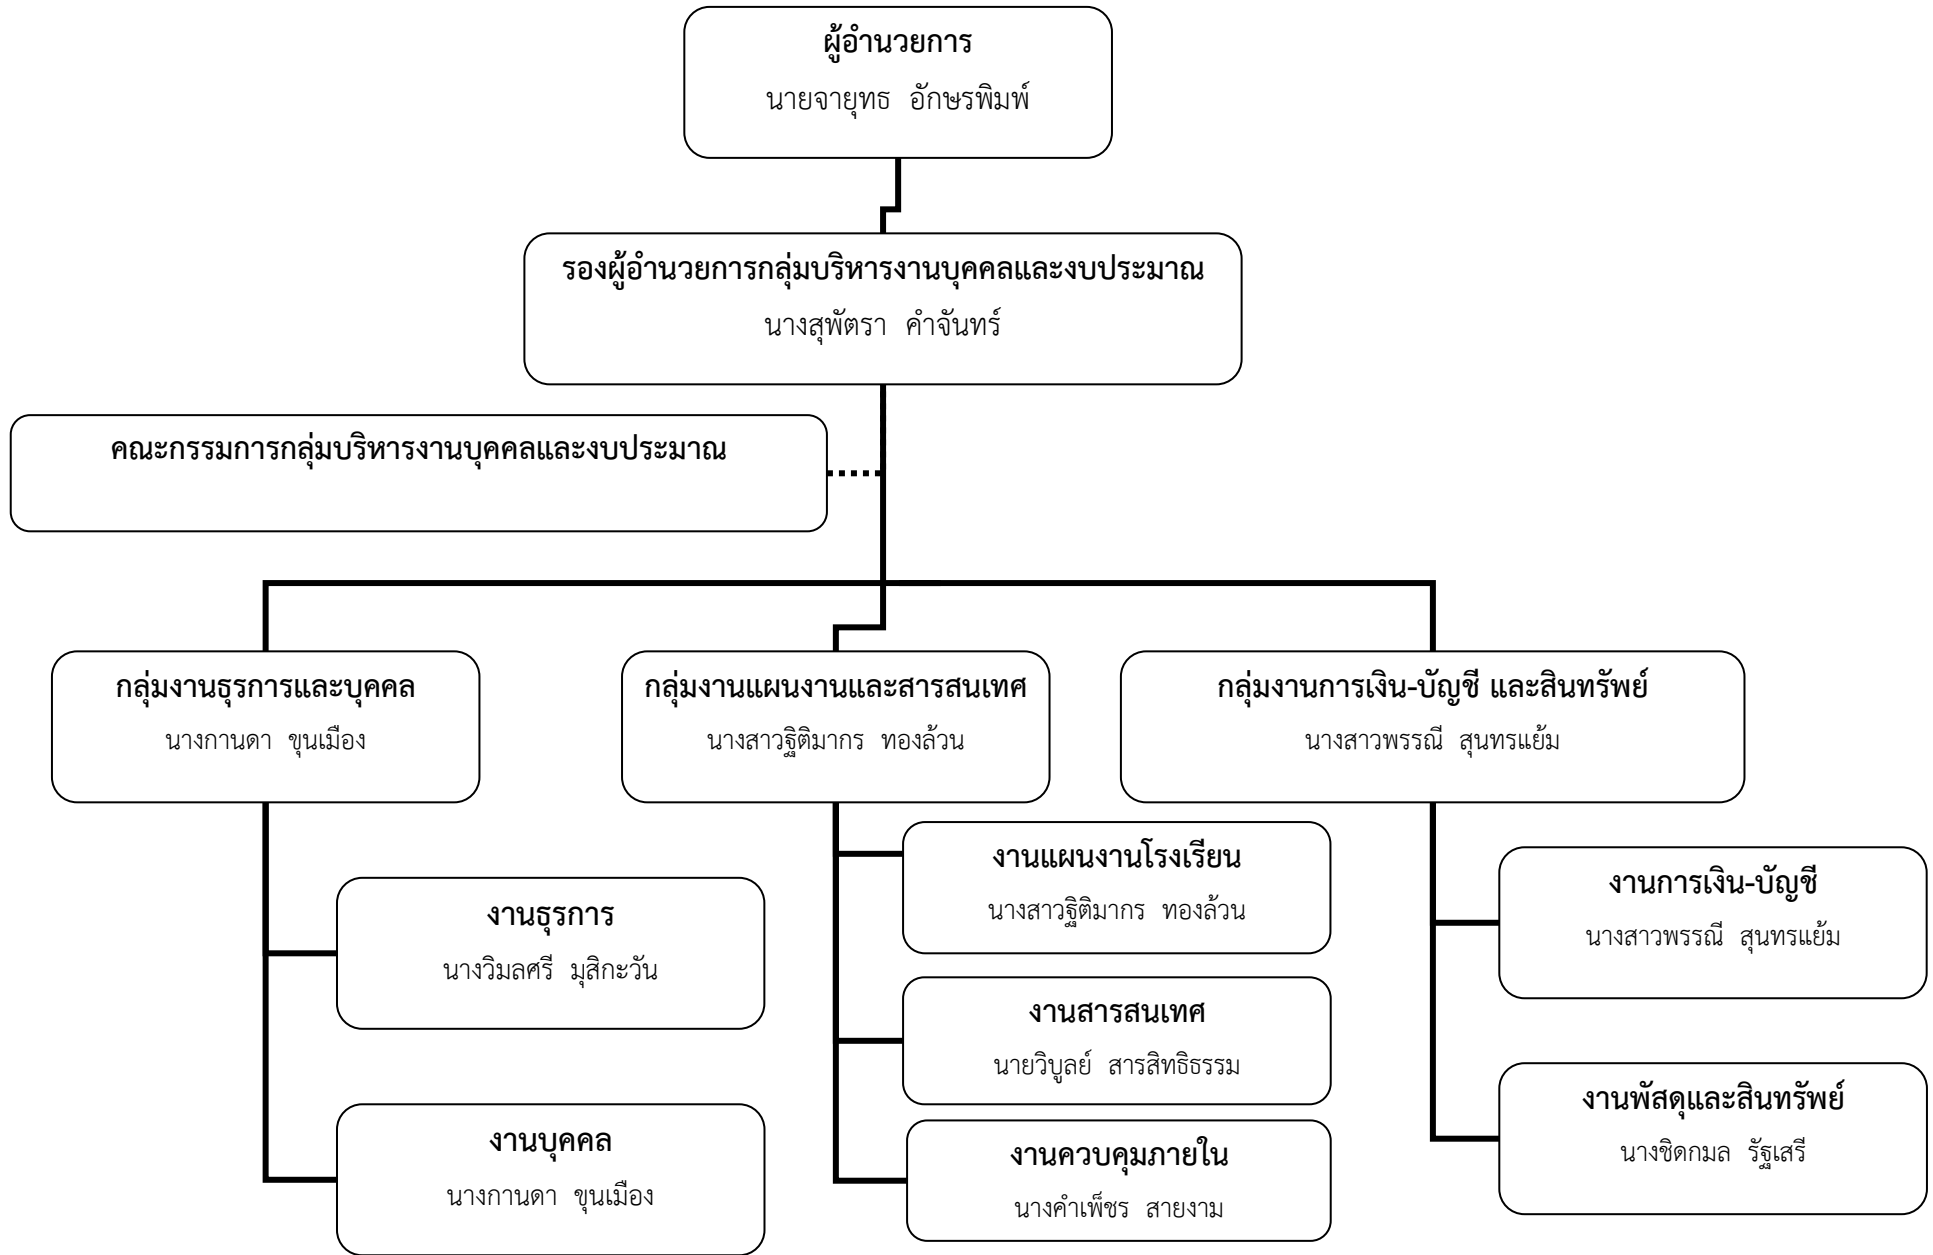 ผู้อำนวยการ
นายจายุทธ อักษรพิมพ์
รองผู้อำนวยการกลุ่มบริหารงานบุคคลและงบประมาณ
นางสุพัตรา คำจันทร์
คณะกรรมการกลุ่มบริหารงานบุคคลและงบประมาณ
กลุ่มงานธุรการและบุคคล
นางกานดา ขุนเมือง
งานธุรการ
นางวิมลศรี มุสิกะวัน
งานบุคคล
นางกานดา ขุนเมือง
กลุ่มงานแผนงานและสารสนเทศ
นางสาวฐิติมากร ทองล้วน
งานแผนงานโรงเรียน
นางสาวฐิติมากร ทองล้วน
งานสารสนเทศ
นายวิบูลย์ สารสิทธิธรรม
งานควบคุมภายใน
นางคำเพ็ชร สายงาม
กลุ่มงานการเงิน-บัญชี และสินทรัพย์
นางสาวพรรณี สุนทรแย้ม
งานการเงิน-บัญชี
นางสาวพรรณี สุนทรแย้ม
งานพัสดุและสินทรัพย์
นางชิดกมล รัฐเสรี